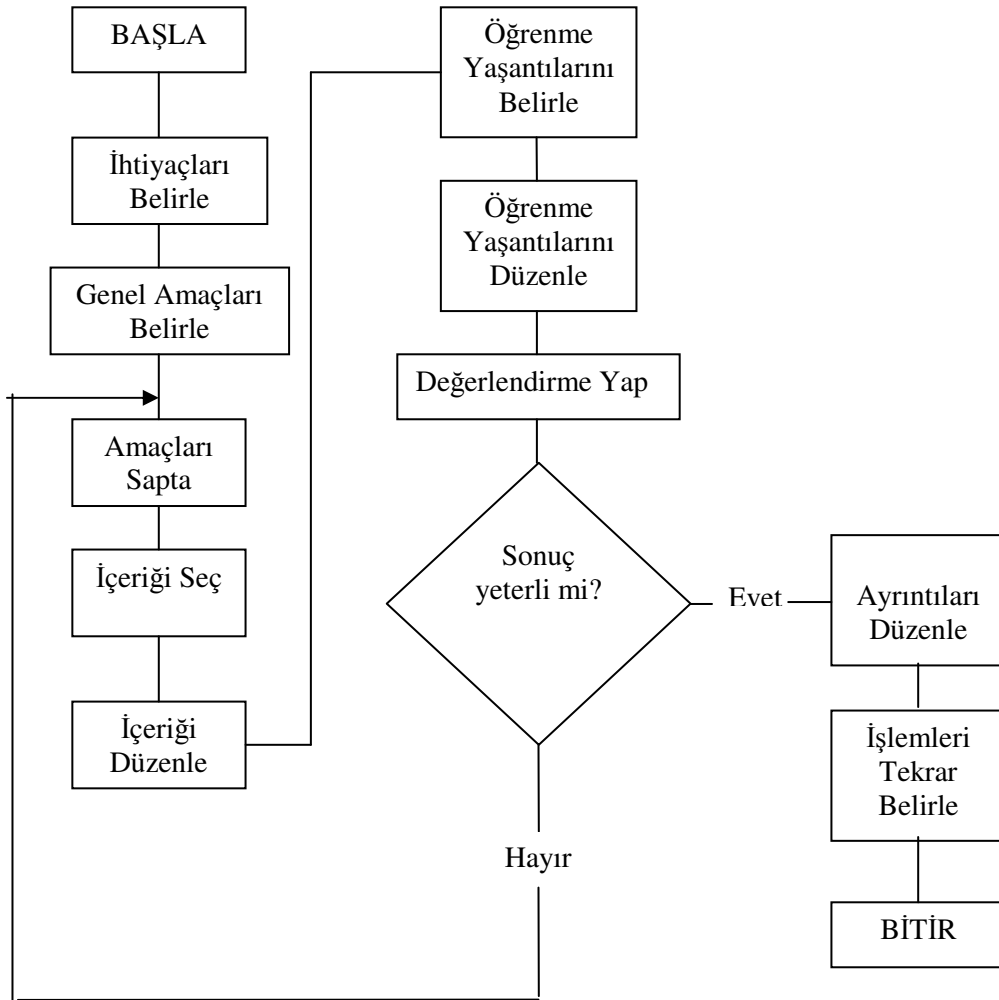 BAŞLA
İhtiyaçları
Belirle
Genel Amaçları
Belirle
Amaçları
Sapta
İçeriği Seç
İçeriği
Düzenle
Öğrenme
Yaşantılarını
Belirle
Öğrenme
Yaşantılarını
Düzenle
Değerlendirme Yap
Sonuç
yeterli mi?
Evet
Hayır
Ayrıntıları
Düzenle
İşlemleri
Tekrar
Belirle
BİTİR